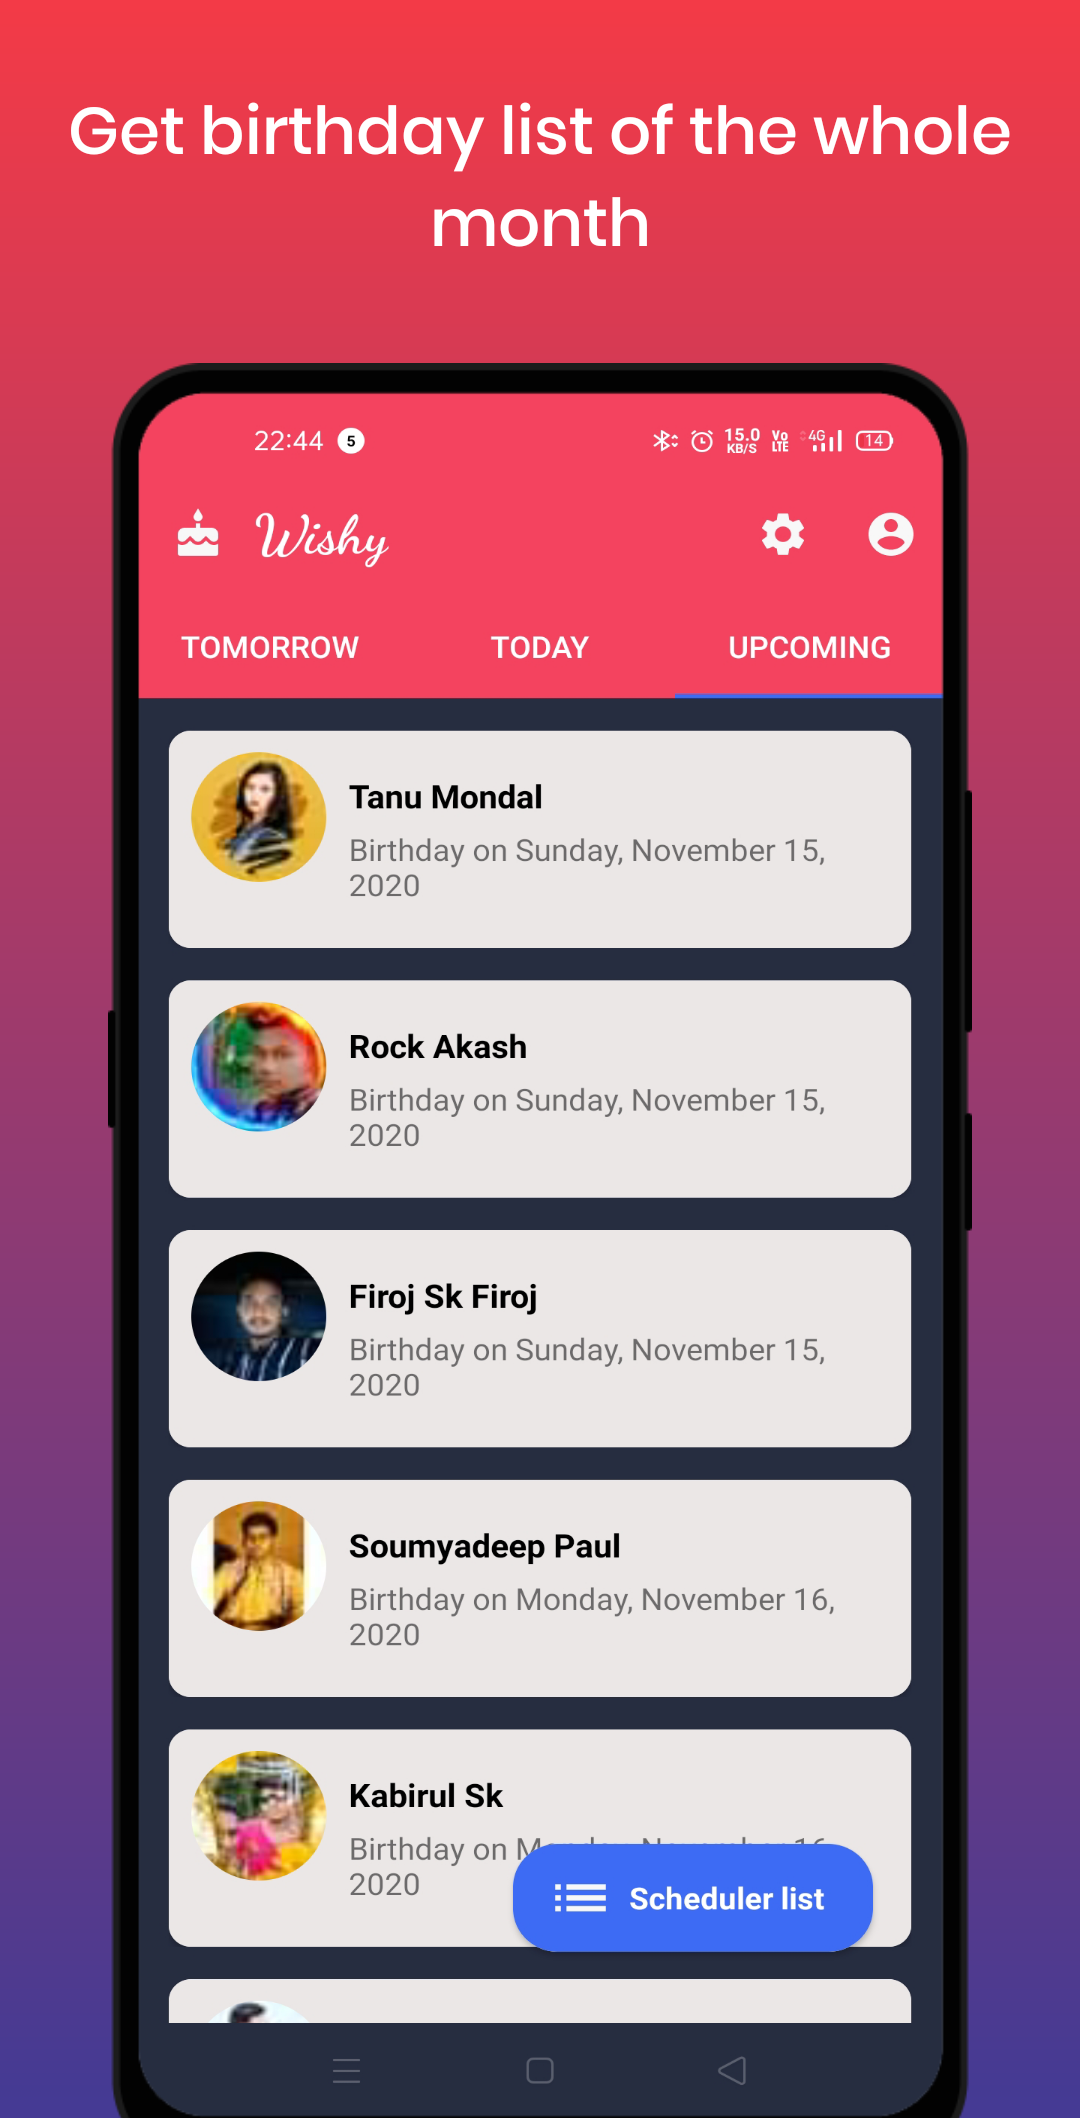 Get birthday list of the whole
month
22:44 5 15.0 KB/S Vo LTE 4G 14
Wishy
TOMORROW TODAY UPCOMING
Tanu Mondal
Birthday on Sunday, November 15,
2020
Rock Akash
Birthday on Sunday, November 15,
2020
Firoj Sk Firoj
Birthday on Sunday, November 15,
2020
Soumyadeep Paul
Birthday on Monday, November 16,
2020
Kabirul Sk
Birthday on Monday, November 16,
2020
Scheduler list